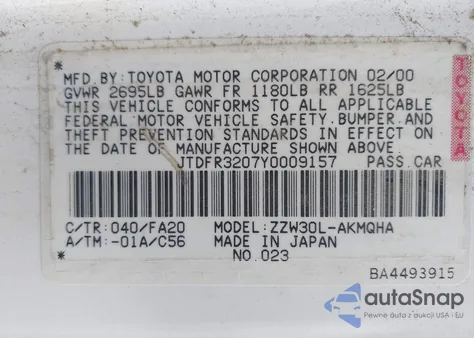 MFD. BY: TOYOTA MOTOR CORPORATION 02/00
GVWR 2695LB GAWR FR 1180LB RR 1625LB
THIS VEHICLE CONFORMS TO ALL APPLICABLE
FEDERAL MOTOR VEHICLE SAFETY, BUMPER, AND
THEFT PREVENTION STANDARDS IN EFFECT ON
THE DATE OF MANUFACTURE SHOWN ABOVE.
JTDFR3207Y0009157 PASS. CAR
C/TR: 040/FA20 MODEL: ZZW30L-AKMQHA
A/TM: -01A/C56 MADE IN JAPAN
NO. 023
BA4493915
TOYOTA
autoSnap
Pewne auta z aukcji USA i EU